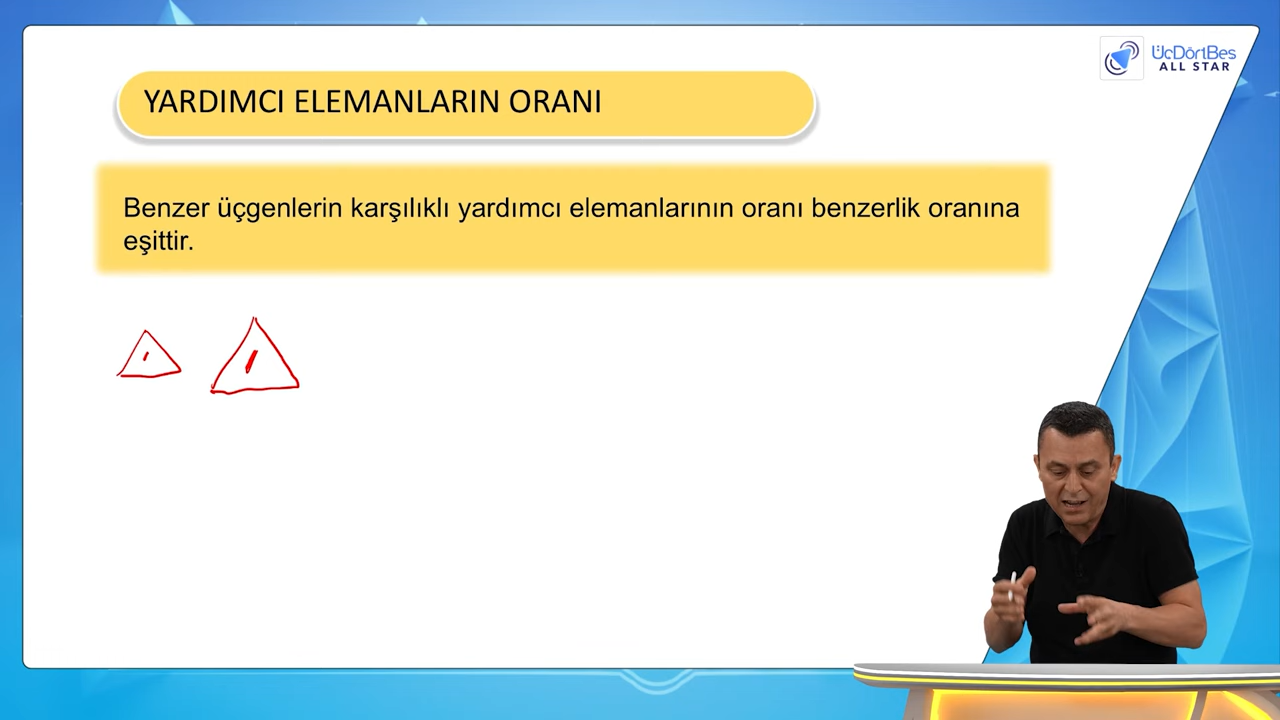 ÜçDörtBeş
ALL STAR
YARDIMCI ELEMANLARIN ORANI
Benzer üçgenlerin karşılıklı yardımcı elemanlarının oranı benzerlik oranına
eşittir.